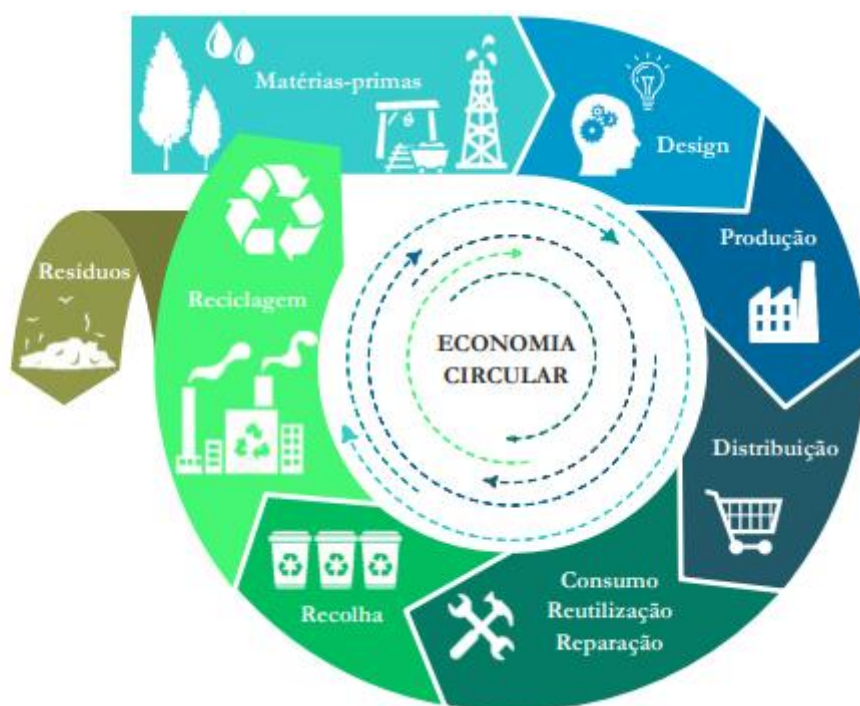 Matérias-primas
Design
Produção
Distribuição
Consumo
Reutilização
Reparação
Recolha
Reciclagem
Resíduos
ECONOMIA
CIRCULAR